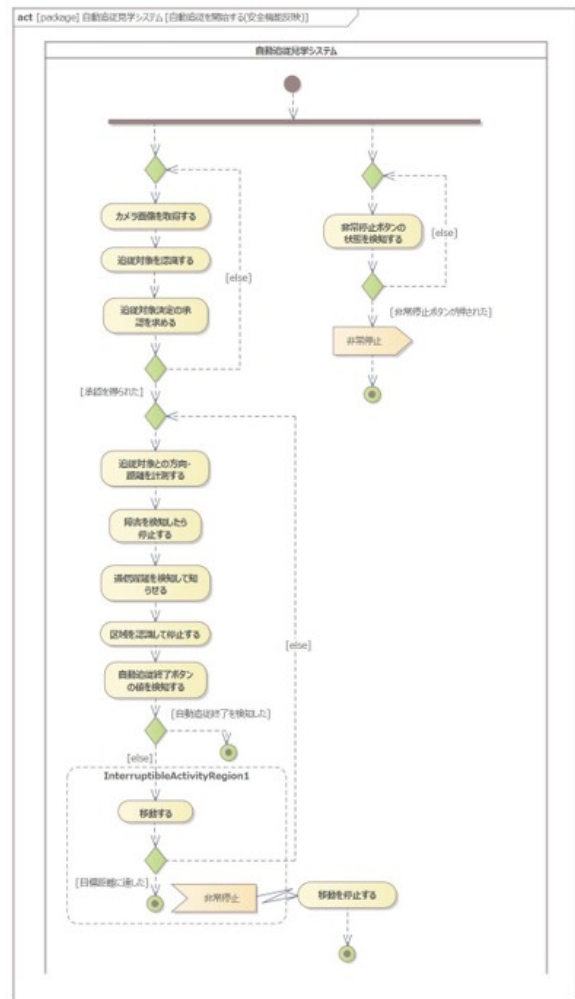 act [package] 自動追従見学システム [自動追従を開始する(安全機能反映)]
自動追従見学システム
カメラ画像を取得する
追従対象を認識する
追従対象決定の承
認を求める
[else]
[承認を得られた]
非常停止ボタンの
状態を検知する
[else]
[非常停止ボタンが押された]
非常停止
追従対象との方向・
距離を計測する
障害を検知したら
停止する
通信遅延を検知して知
らせる
区域を認識して停止する
自動追従終了ボタン
の値を検知する
[else]
[自動追従終了を検知した]
[else]
InterruptibleActivityRegion1
移動する
[目標距離に達した]
非常停止
移動を停止する